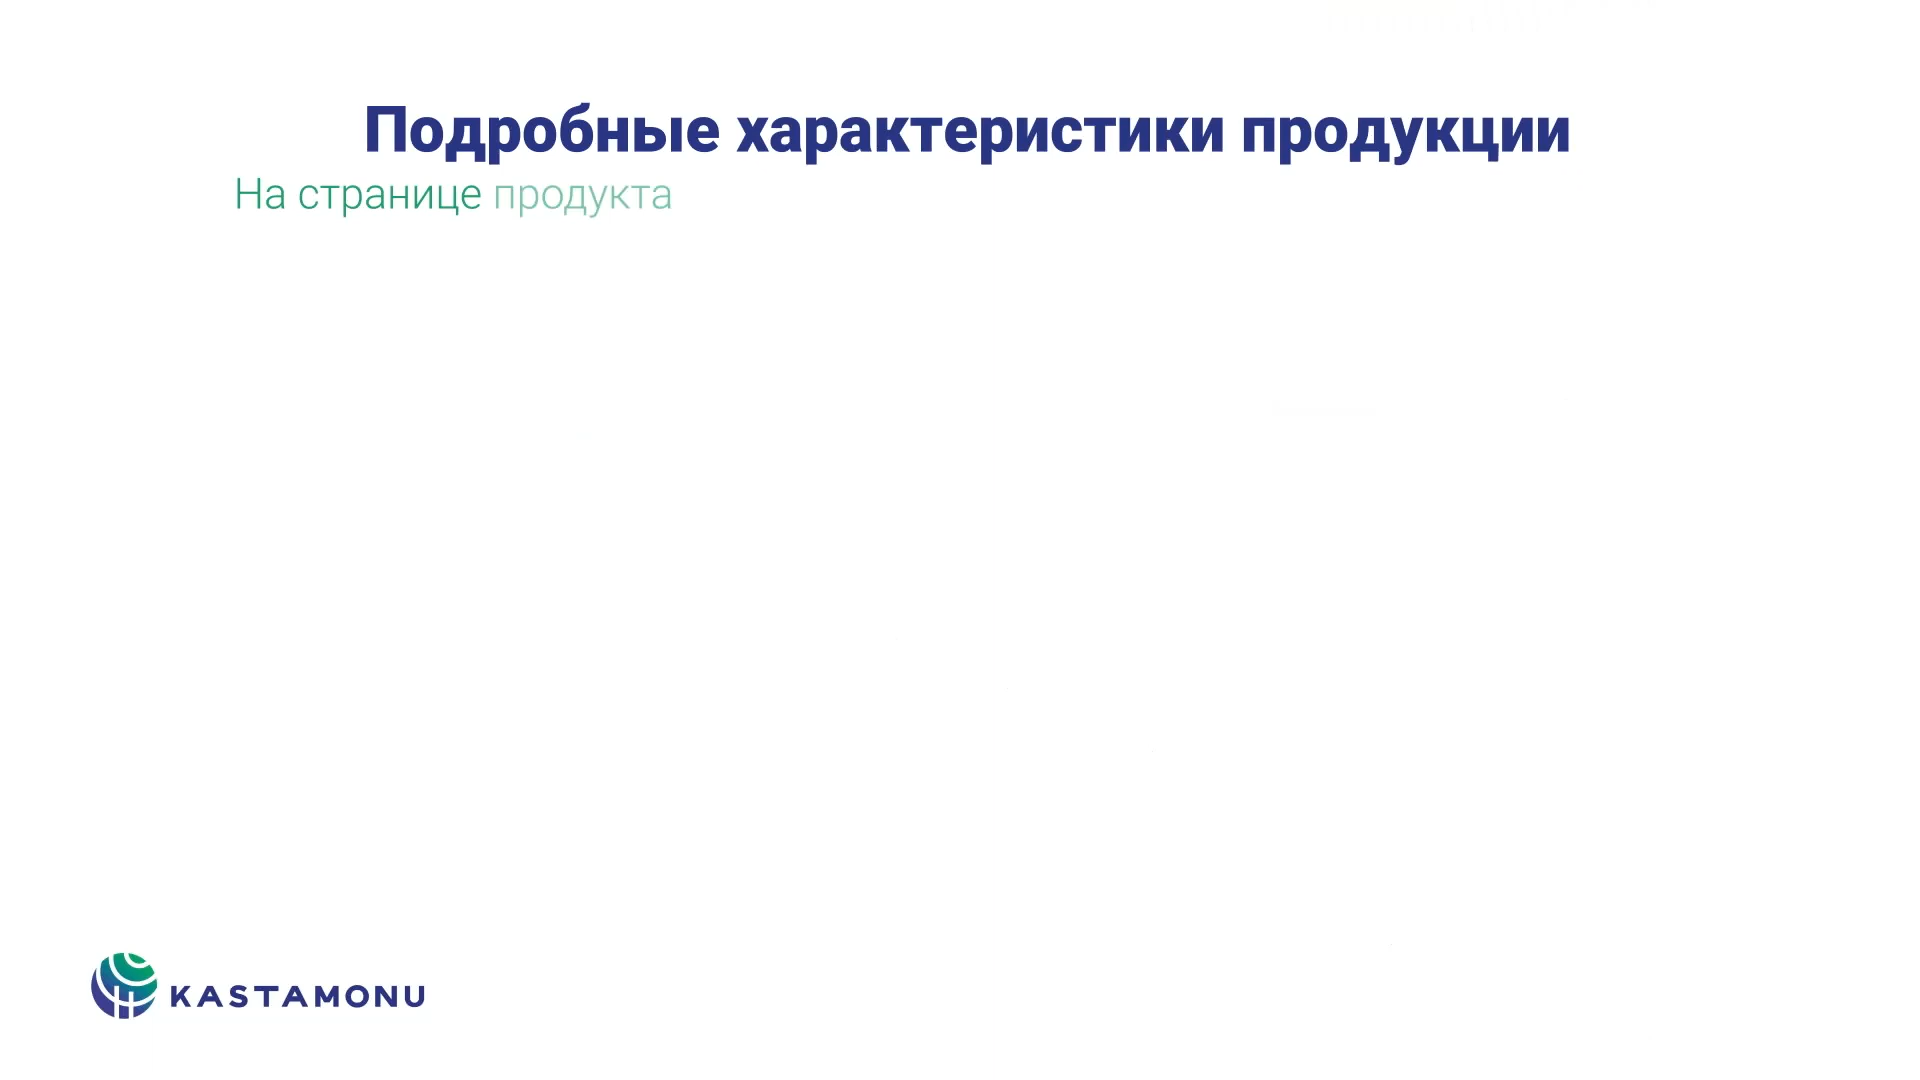 Подробные характеристики продукции
На странице продукта
KASTAMONU